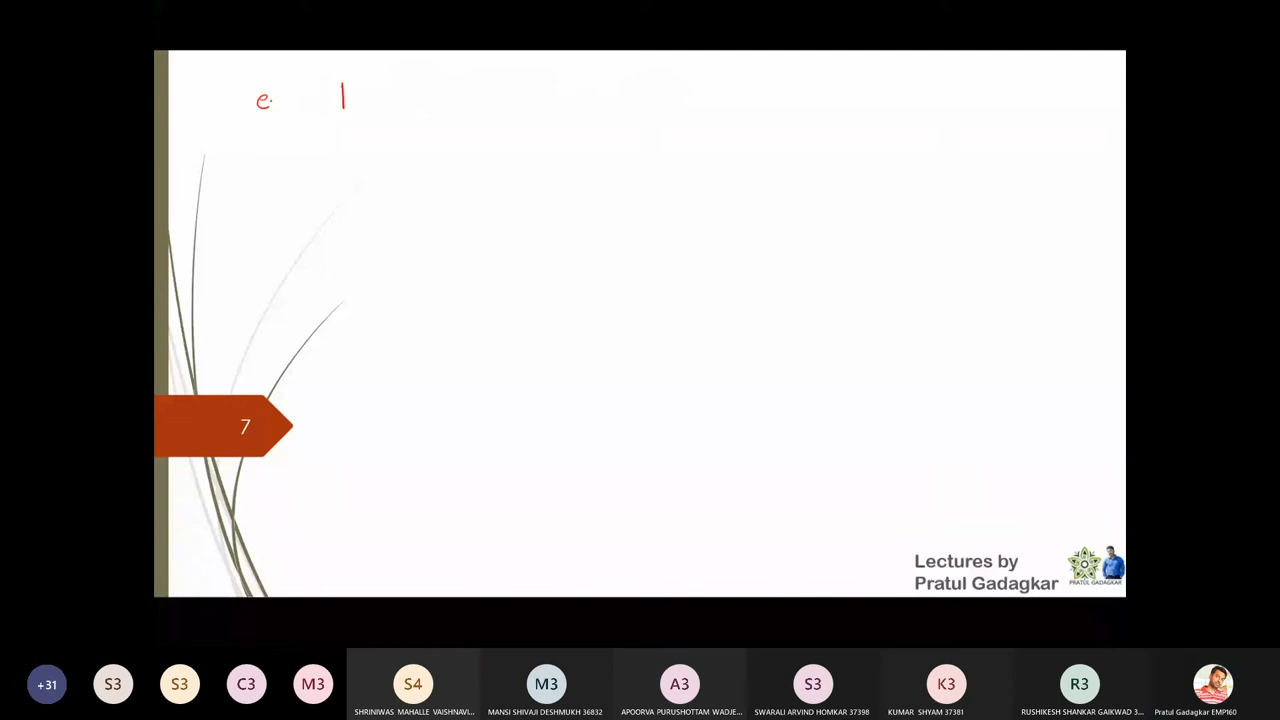 e.
7
Lectures by
Pratul Gadagkar
PRATUL GADAGKAR
+31
S3
S3
C3
M3
S4
M3
A3
S3
K3
R3
SHRINIWAS MAHALLE VAISHNAVI...
MANSI SHIVAJI DESHMUKH 36832
APOORVA PURUSHOTTAM WADJE...
SWARALI ARVIND HOMKAR 37398
KUMAR SHYAM 37381
RUSHIKESH SHANKAR GAIKWAD 3...
Pratul Gadagkar EMP160